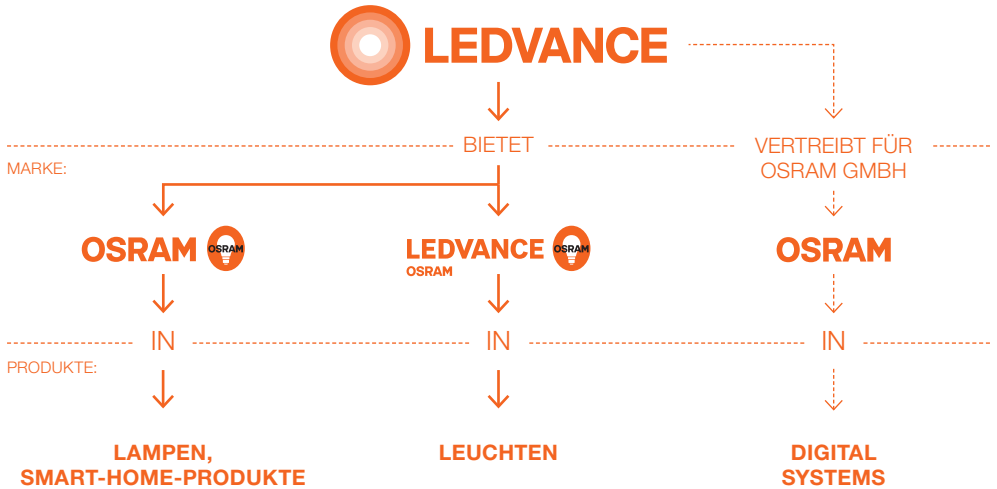 LEDVANCE
BIETET
VERTREIBT FÜR
OSRAM GMBH
MARKE:
OSRAM OSRAM
LEDVANCE OSRAM
OSRAM
OSRAM
IN
IN
IN
PRODUKTE:
LAMPEN,
SMART-HOME-PRODUKTE
LEUCHTEN
DIGITAL
SYSTEMS